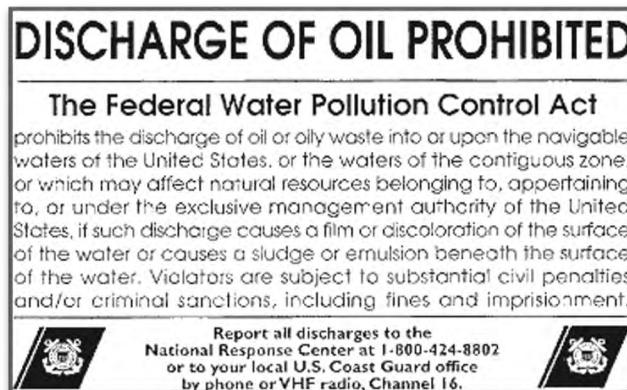 DISCHARGE OF OIL PROHIBITED
The Federal Water Pollution Control Act
prohibits the discharge of oil or oily waste into or upon the navigable
waters of the United States, or the waters of the contiguous zone,
or which may affect natural resources belonging to, appertaining
to, or under the exclusive management authority of the United
States, if such discharge causes a film or discoloration of the surface
of the water or causes a sludge or emulsion beneath the surface
of the water. Violators are subject to substantial civil penalties
and/or criminal sanctions, including fines and imprisionment.
Report all discharges to the
National Response Center at 1-800-424-8802
or to your local U.S. Coast Guard office
by phone or VHF radio, Channel 16.